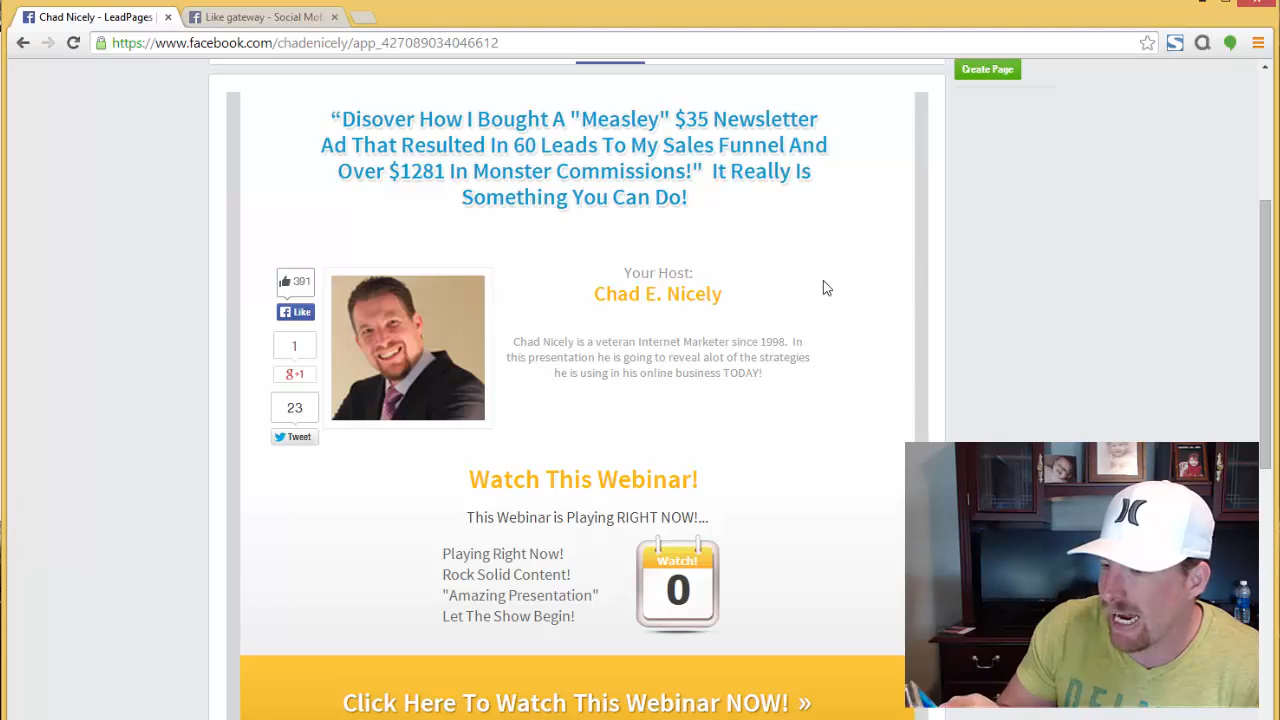 Chad Nicely - LeadPages
Like gateway - Social Mob
https://www.facebook.com/chadenicely/app_427089034046612
Create Page
“Disover How I Bought A "Measley" $35 Newsletter
Ad That Resulted In 60 Leads To My Sales Funnel And
Over $1281 In Monster Commissions!" It Really Is
Something You Can Do!
391
Like
1
g+1
23
Tweet
Your Host:
Chad E. Nicely
Chad Nicely is a veteran Internet Marketer since 1998. In
this presentation he is going to reveal alot of the strategies
he is using in his online business TODAY!
Watch This Webinar!
This Webinar is Playing RIGHT NOW!...
Playing Right Now!
Rock Solid Content!
"Amazing Presentation"
Let The Show Begin!
Watch!
0
Click Here To Watch This Webinar NOW! »